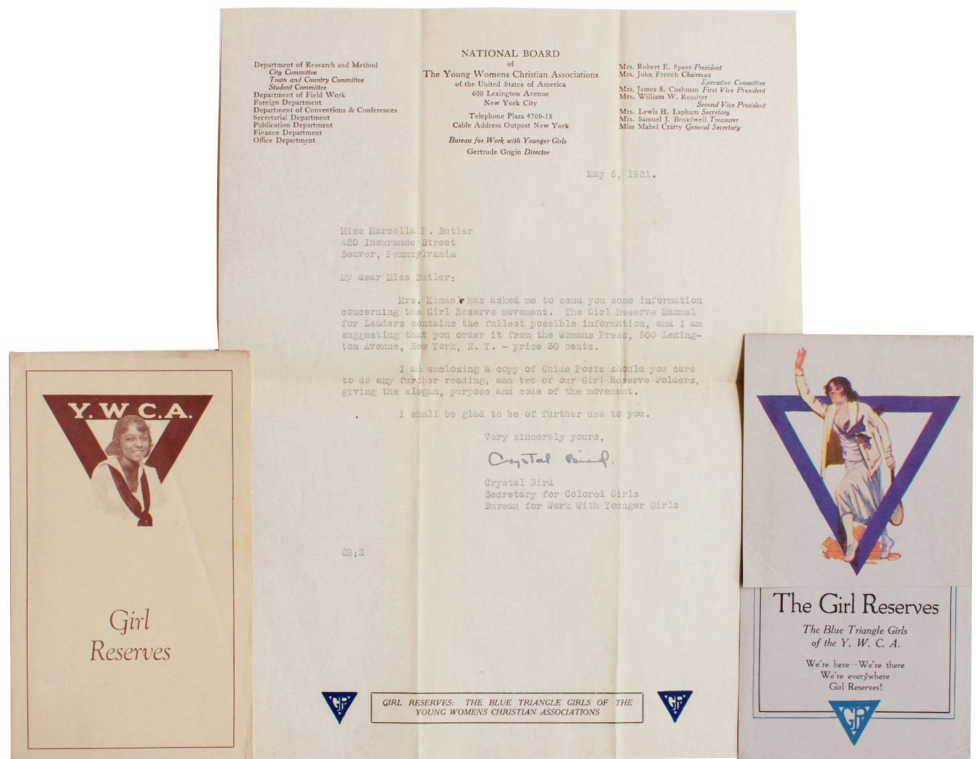 Department of Research and Method
City Committee
Town and Country Committee
Student Committee
Department of Field Work
Foreign Department
Department of Conventions & Conferences
Secretarial Department
Publication Department
Finance Department
Office Department
NATIONAL BOARD
of
The Young Womens Christian Associations
of the United States of America
600 Lexington Avenue
New York City
Telephone Plaza 4700-18
Cable Address Outpost New York
Bureau for Work with Younger Girls
Gertrude Gogin Director
Mrs. Robert E. Speer President
Mrs. John French Chairman
Executive Committee
Mrs. James S. Cushman First Vice President
Mrs. William W. Rossiter
Second Vice President
Mrs. Lewis H. Lapham Secretary
Mrs. Samuel J. Broadwell Treasurer
Miss Mabel Cratty General Secretary
May 6, 1921.
Miss Marcella F. Butler
420 Insurance Street
Beaver, Pennsylvania
My dear Miss Butler:
Mrs. has asked me to send you some information
concerning the Girl Reserve movement. The Girl Reserve Manual
for Leaders contains the fullest possible information, and I am
suggesting that you order it from the Womans Press, 600 Lexing-
ton Avenue, New York, N. Y. - price 30 cents.
I am enclosing a copy of Guide Posts should you care
to do any further reading, and two of our Girl Reserve Folders,
giving the slogan, purpose and code of the movement.
I shall be glad to be of further use to you.
Very sincerely yours,
Crystal Bird.
Crystal Bird
Secretary for Colored Girls
Bureau for Work With Younger Girls
GR
GIRL RESERVES: THE BLUE TRIANGLE GIRLS OF THE
YOUNG WOMENS CHRISTIAN ASSOCIATIONS
GR
Y.W.C.A.
Girl
Reserves
The Girl Reserves
The Blue Triangle Girls
of the Y. W. C. A.
We're here—We're there
We're everywhere
Girl Reserves!
GR